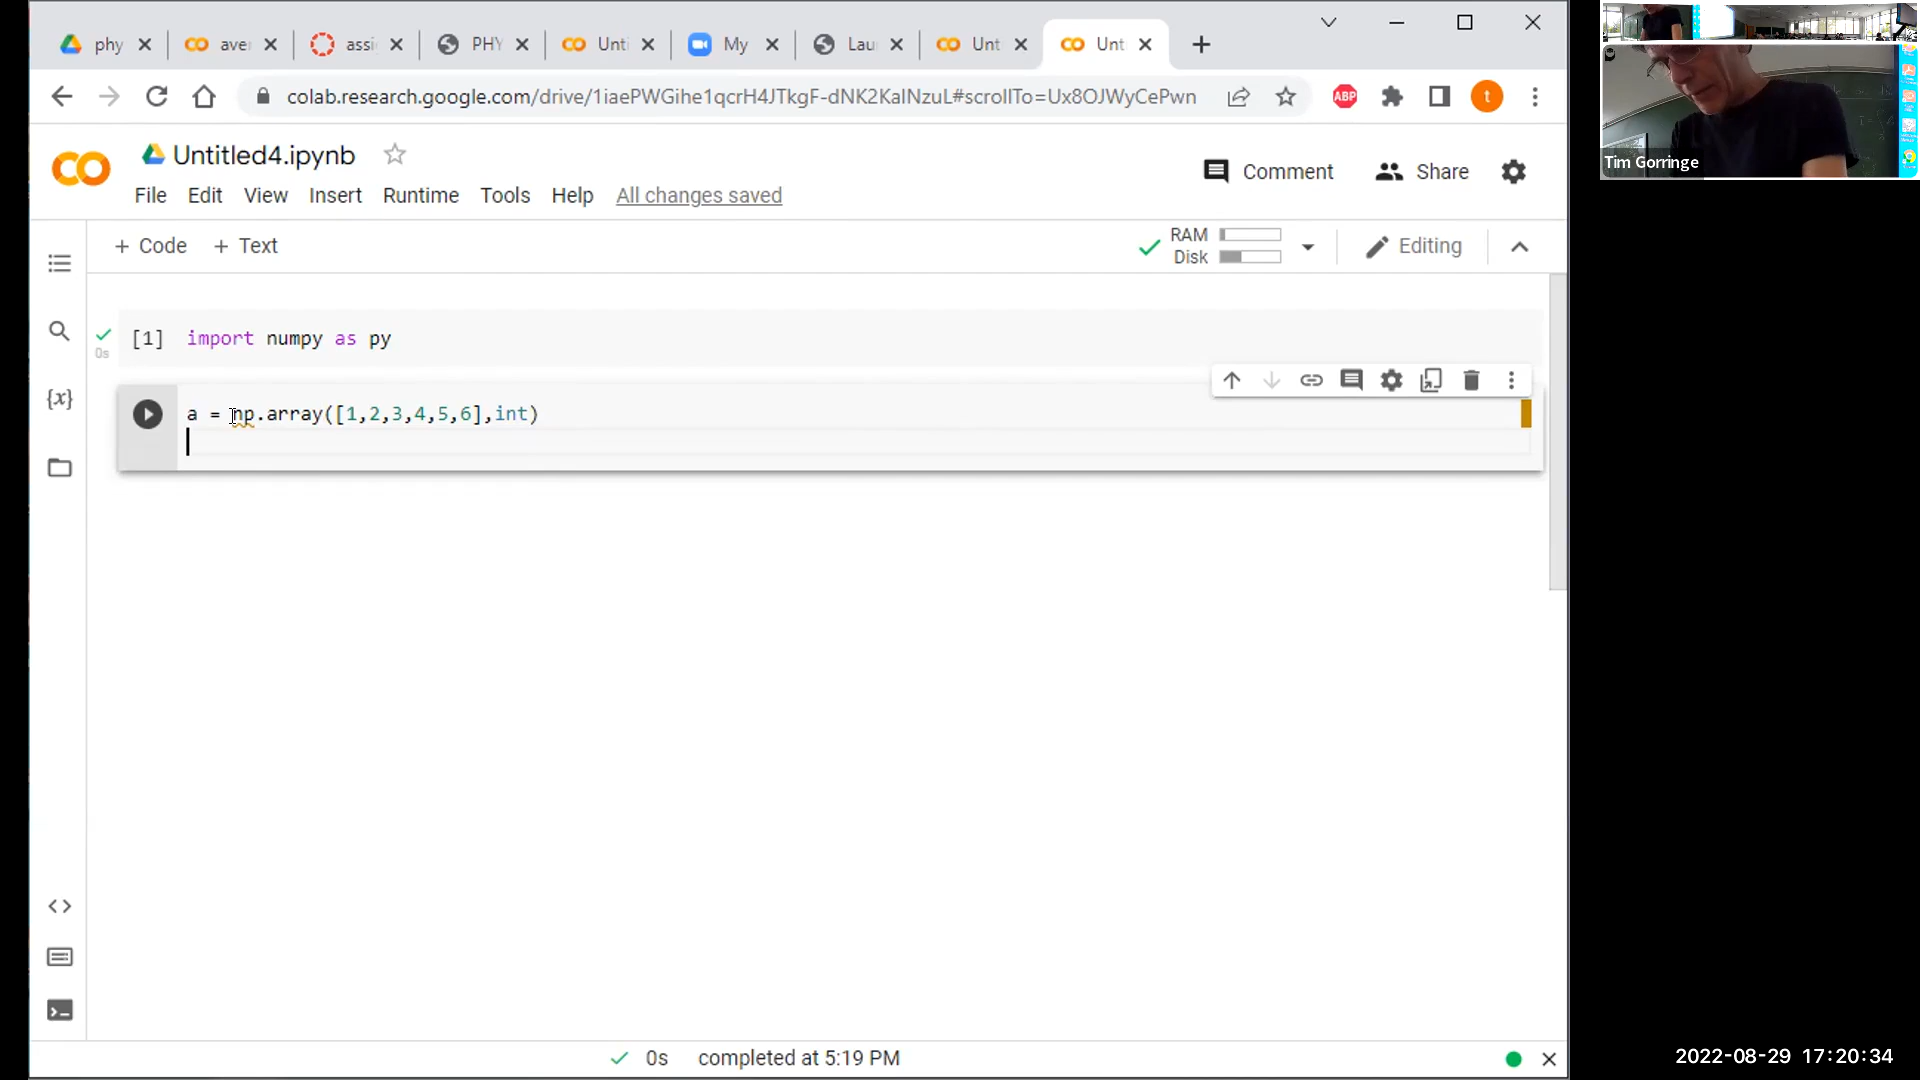 phy
ave
assi
PHY
Unti
My
Lau
Unt
Unt
colab.research.google.com/drive/1iaePWGihe1qcrH4JTkgF-dNK2KalNzuL#scrollTo=Ux8OJWyCePwn
ABP
t
Tim Gorringe
CO
Untitled4.ipynb
Comment
Share
File Edit View Insert Runtime Tools Help All changes saved
+ Code + Text
RAM
Disk
Editing
[1] import numpy as py
0s
{x}
a = np.array([1,2,3,4,5,6],int)
0s completed at 5:19 PM
2022-08-29 17:20:34